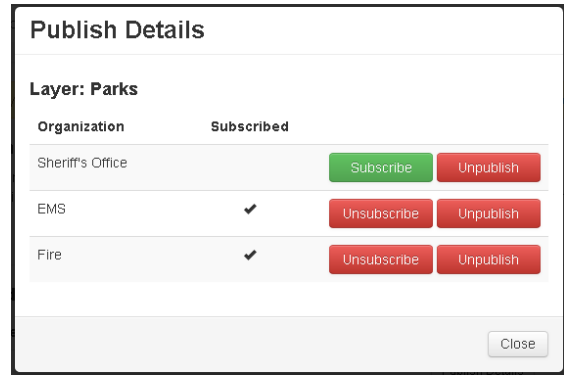 Publish Details
Layer: Parks
Organization Subscribed
Sheriff's Office Subscribe Unpublish
EMS ✔ Unsubscribe Unpublish
Fire ✔ Unsubscribe Unpublish
Close